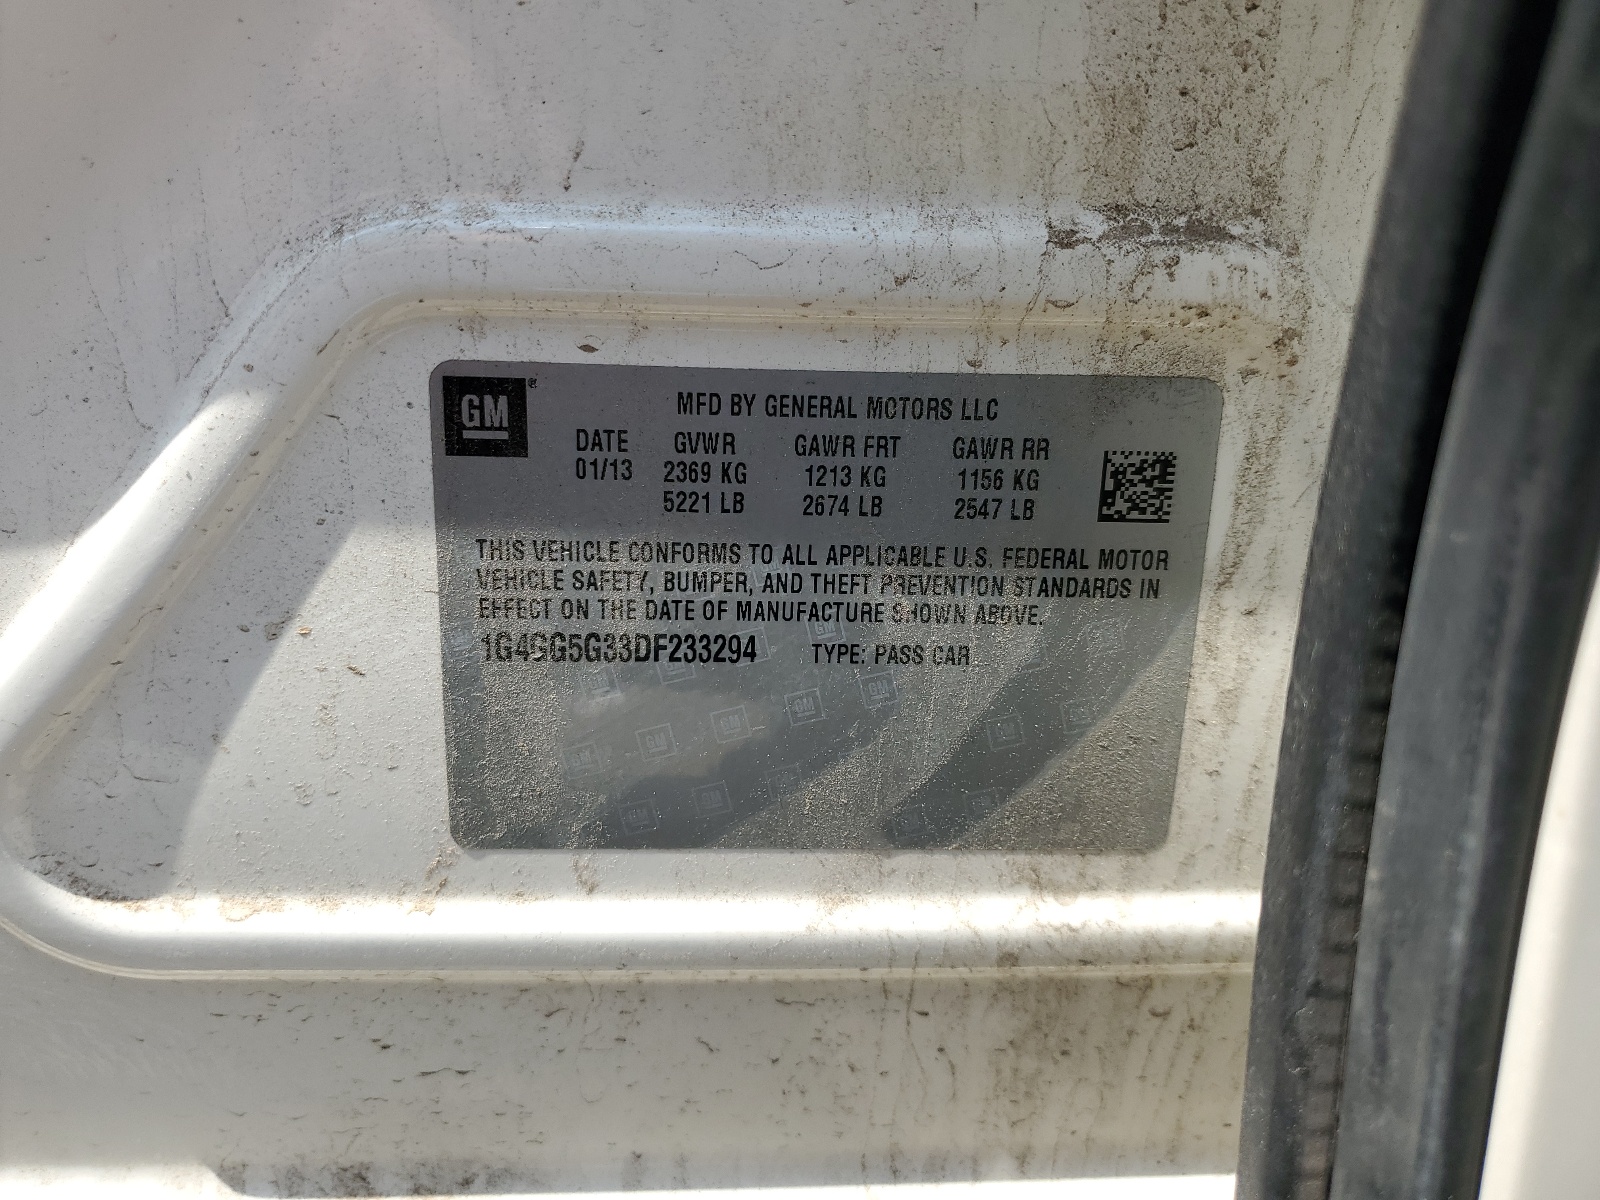 GM
MFD BY GENERAL MOTORS LLC
DATE GVWR GAWR FRT GAWR RR
01/13 2369 KG 1213 KG 1156 KG
5221 LB 2674 LB 2547 LB
THIS VEHICLE CONFORMS TO ALL APPLICABLE U.S. FEDERAL MOTOR
VEHICLE SAFETY, BUMPER, AND THEFT PREVENTION STANDARDS IN
EFFECT ON THE DATE OF MANUFACTURE SHOWN ABOVE.
1G4GG5G33DF233294 TYPE: PASS CAR